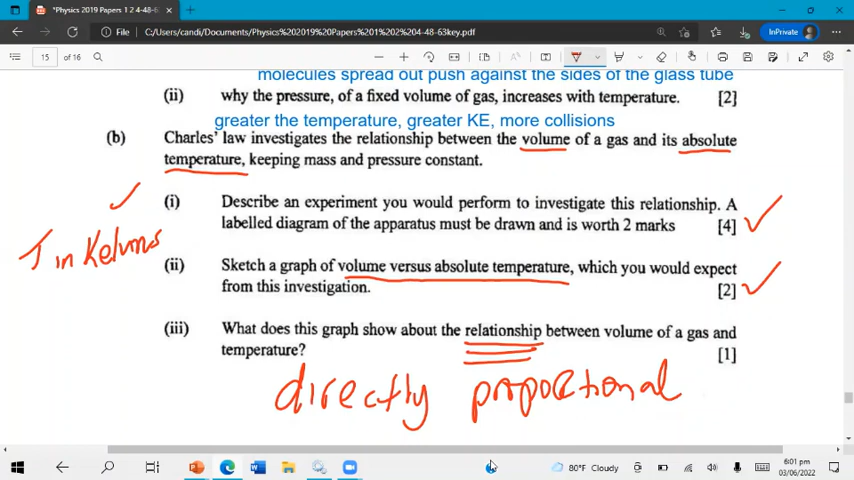 *Physics 2019 Papers 1 2 4-48-63
File
C:/Users/candi/Documents/Physics%202019%20Papers%201%202%204-48-63key.pdf
InPrivate
15 of 16
molecules spread out push against the sides of the glass tube
(ii) why the pressure, of a fixed volume of gas, increases with temperature. [2]
greater the temperature, greater KE, more collisions
(b) Charles' law investigates the relationship between the volume of a gas and its absolute
temperature, keeping mass and pressure constant.
(i) Describe an experiment you would perform to investigate this relationship. A
labelled diagram of the apparatus must be drawn and is worth 2 marks [4]
T in Kelvins
(ii) Sketch a graph of volume versus absolute temperature, which you would expect
from this investigation. [2]
(iii) What does this graph show about the relationship between volume of a gas and
temperature? [1]
directly proportional
80°F Cloudy
6:01 pm
03/06/2022